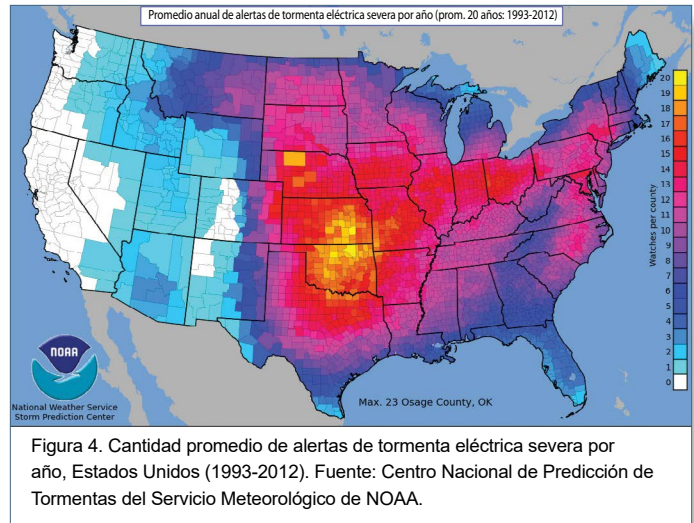 Promedio anual de alertas de tormenta eléctrica severa por año (prom. 20 años: 1993-2012)
20
19
18
17
16
15
14
13
12
11
10
9
8
7
6
5
4
3
2
1
0
Watches per county
NOAA
National Weather Service
Storm Prediction Center
Max. 23 Osage County, OK
Figura 4. Cantidad promedio de alertas de tormenta eléctrica severa por
año, Estados Unidos (1993-2012). Fuente: Centro Nacional de Predicción de
Tormentas del Servicio Meteorológico de NOAA.